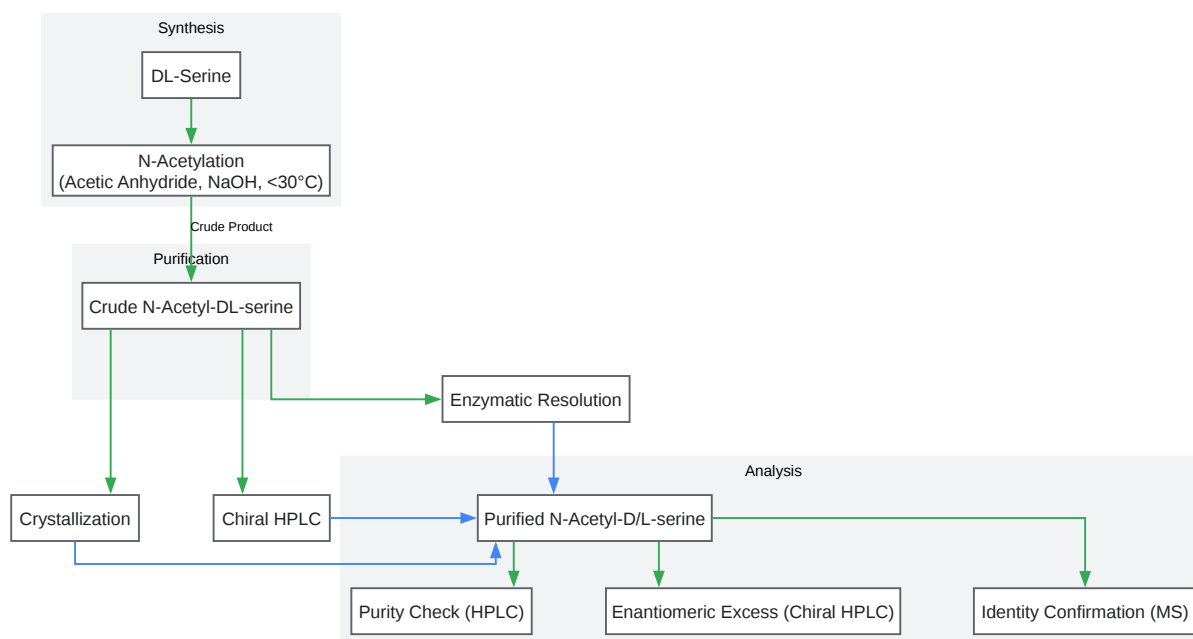 Synthesis
DL-Serine
N-Acetylation
(Acetic Anhydride, NaOH, <30°C)
Crude Product
Purification
Crude N-Acetyl-DL-serine
Enzymatic Resolution
Analysis
Crystallization
Chiral HPLC
Purified N-Acetyl-D/L-serine
Purity Check (HPLC)
Enantiomeric Excess (Chiral HPLC)
Identity Confirmation (MS)